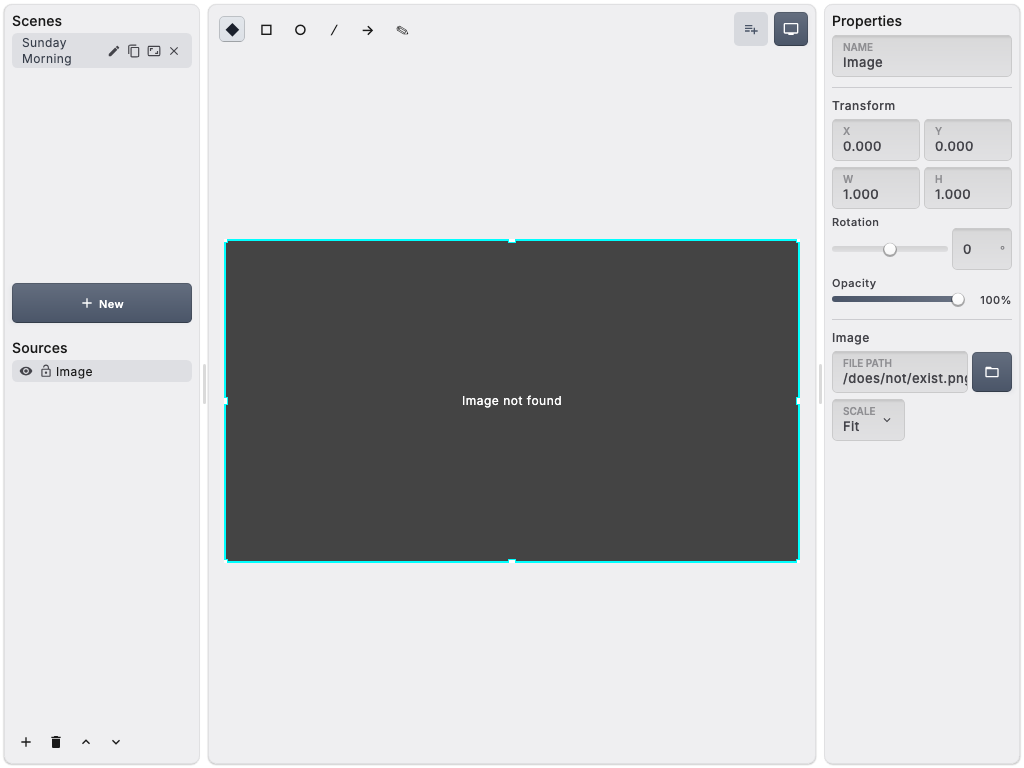 Scenes
Sunday
Morning
New
Sources
Image
Image not found
Properties
NAME
Image
Transform
X
0.000
Y
0.000
W
1.000
H
1.000
Rotation
0 °
Opacity
100%
Image
FILE PATH
/does/not/exist.png
SCALE
Fit